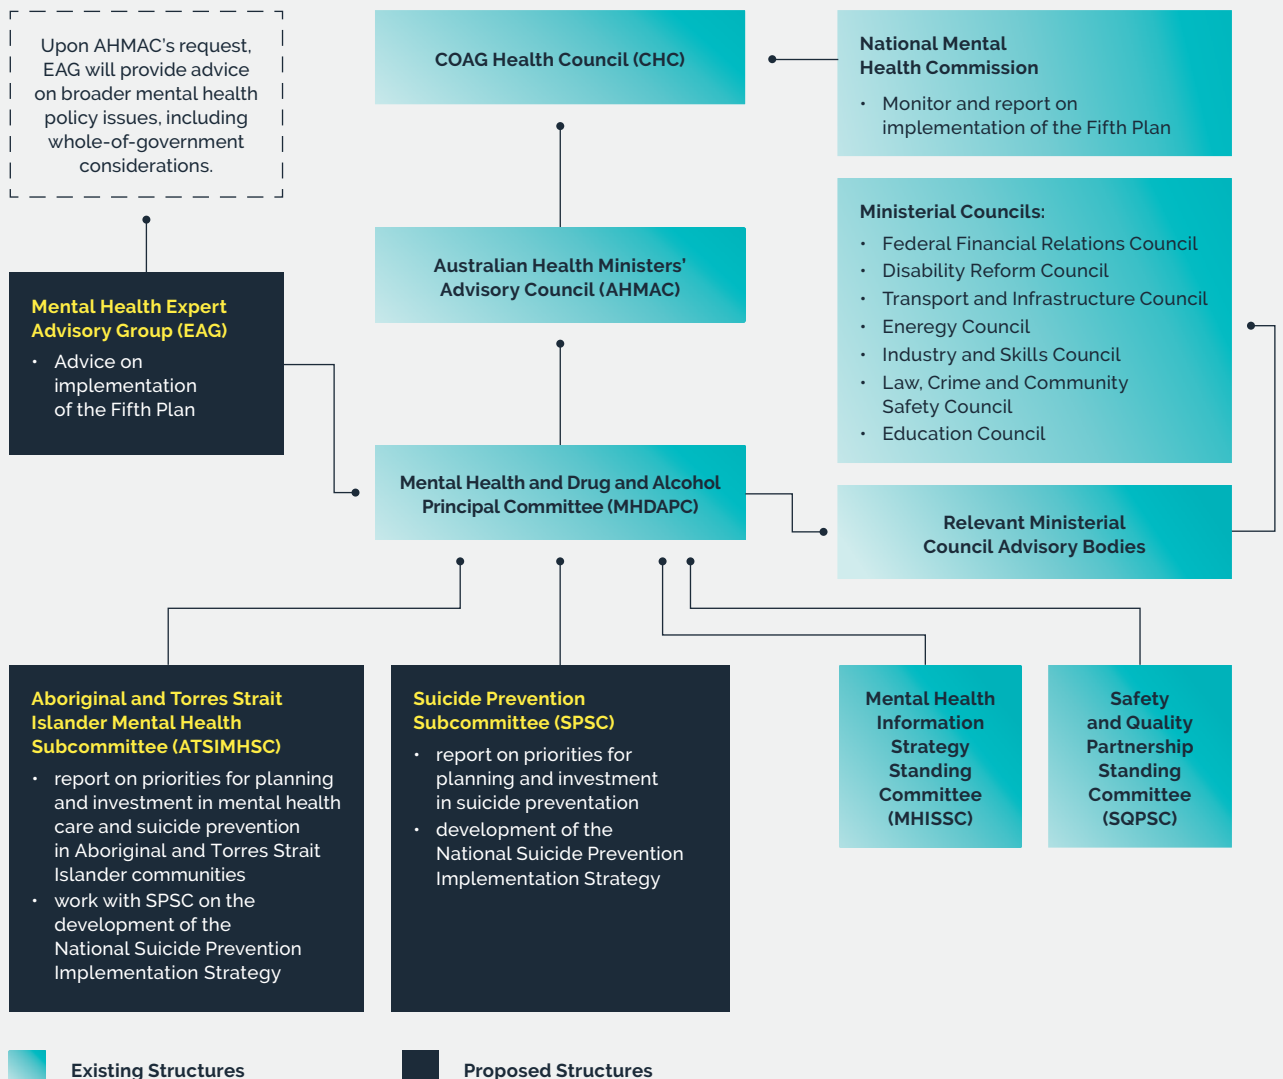 Upon AHMAC's request,
EAG will provide advice
on broader mental health
policy issues, including
whole-of-government
considerations.
COAG Health Council (CHC)
National Mental
Health Commission
• Monitor and report on
implementation of the Fifth Plan
Ministerial Councils:
• Federal Financial Relations Council
• Disability Reform Council
• Transport and Infrastructure Council
• Eneregy Council
• Industry and Skills Council
• Law, Crime and Community
Safety Council
• Education Council
Australian Health Ministers'
Advisory Council (AHMAC)
Mental Health Expert
Advisory Group (EAG)
• Advice on
implementation
of the Fifth Plan
Mental Health and Drug and Alcohol
Principal Committee (MHDAPC)
Relevant Ministerial
Council Advisory Bodies
Aboriginal and Torres Strait
Islander Mental Health
Subcommittee (ATSIMHSC)
• report on priorities for planning
and investment in mental health
care and suicide prevention
in Aboriginal and Torres Strait
Islander communities
• work with SPSC on the
development of the
National Suicide Prevention
Implementation Strategy
Suicide Prevention
Subcommittee (SPSC)
• report on priorities for
planning and investment
in suicide preventation
• development of the
National Suicide Prevention
Implementation Strategy
Mental Health
Information
Strategy
Standing
Committee
(MHISSC)
Safety
and Quality
Partnership
Standing
Committee
(SQPSC)
Existing Structures
Proposed Structures